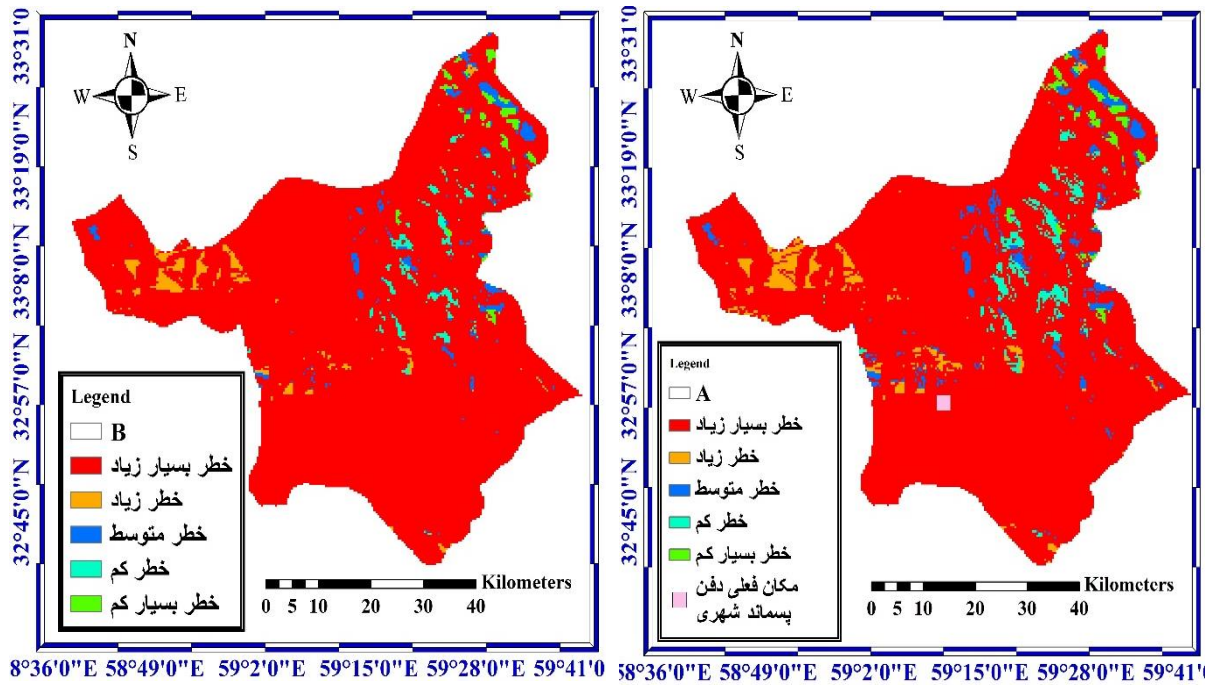 N
W E
S
33°31'0
33°19'0"N
33°8'0"N
32°57'0"N
32°45'0"N
Legend
B
خطر بسیار زیاد
خطر زیاد
خطر متوسط
خطر کم
خطر بسیار کم
Kilometers
0 5 10 20 30 40
8°36'0"E 58°49'0"E 59°2'0"E 59°15'0"E 59°28'0"E 59°41'0
N
W E
S
33°31'0
33°19'0"N
33°8'0"N
32°57'0"N
32°45'0"N
Legend
A
خطر بسیار زیاد
خطر زیاد
خطر متوسط
خطر کم
خطر بسیار کم
مکان فعلی دفن
پسماند شهری
Kilometers
0 5 10 20 30 40
58°36'0"E 58°49'0"E 59°2'0"E 59°15'0"E 59°28'0"E 59°41'0